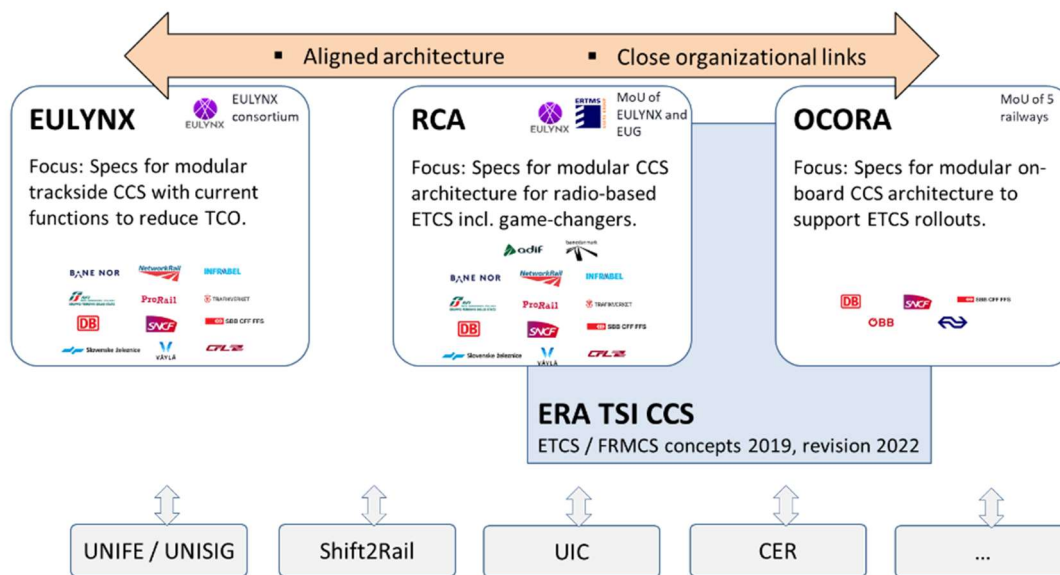 ▪ Aligned architecture
▪ Close organizational links
EULYNX
EULYNX
EULYNX
consortium
Focus: Specs for modular
trackside CCS with current
functions to reduce TCO.
BANE NOR
NetworkRail
INFRABEL
ProRail
TRAFIKVERKET
DB
SNCF
SBB CFF FFS
Slovenske železnice
VÄYLÄ
CFL
RCA
EULYNX
ERTMS
MoU of
EULYNX and
EUG
Focus: Specs for modular CCS
architecture for radio-based
ETCS incl. game-changers.
adif
BANE NOR
NetworkRail
INFRABEL
ProRail
TRAFIKVERKET
DB
SNCF
SBB CFF FFS
Slovenske železnice
VÄYLÄ
CFL
OCORA
MoU of 5
railways
Focus: Specs for modular on-
board CCS architecture to
support ETCS rollouts.
DB
SNCF
SBB CFF FFS
ÖBB
ERA TSI CCS
ETCS / FRMCS concepts 2019, revision 2022
UNIFE / UNISIG
Shift2Rail
UIC
CER
...